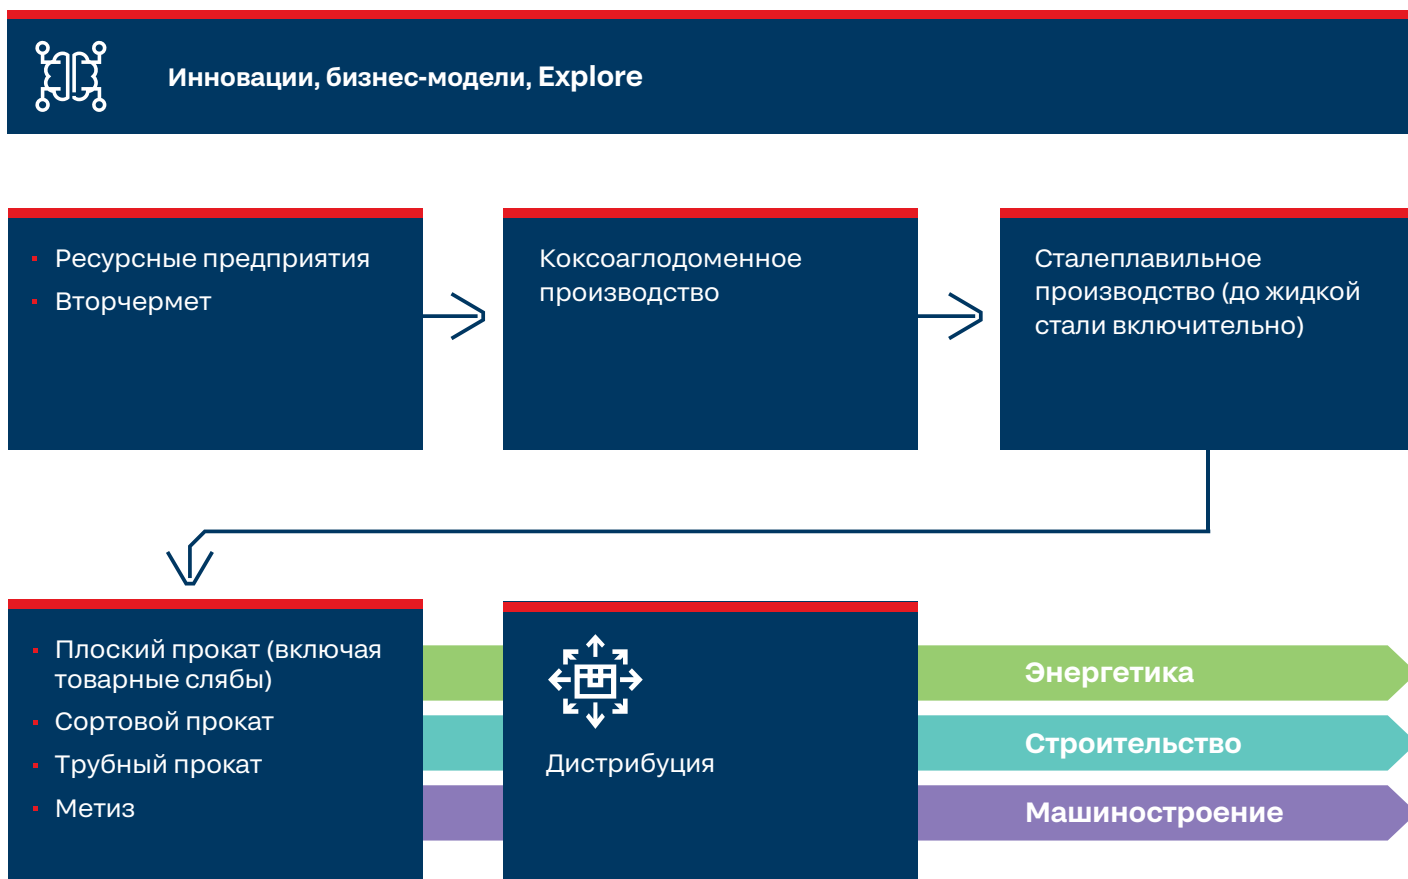 Инновации, бизнес-модели, Explore
Ресурсные предприятия
Вторчермет
Коксоаглодоменное
производство
Сталеплавильное
производство (до жидкой
стали включительно)
Плоский прокат (включая
товарные слябы)
Сортовой прокат
Трубный прокат
Метиз
Дистрибуция
Энергетика
Строительство
Машиностроение